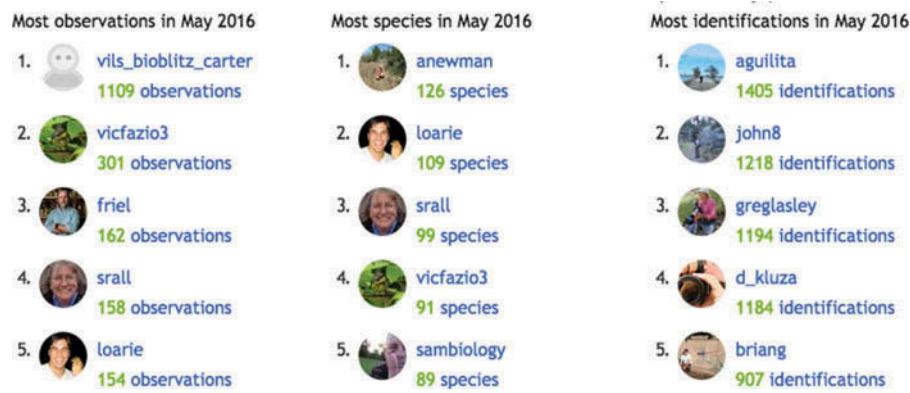 Most observations in May 2016
1. vils_bioblitz_carter
1109 observations
2. vicfazio3
301 observations
3. friel
162 observations
4. srall
158 observations
5. loarie
154 observations
Most species in May 2016
1. anewman
126 species
2. loarie
109 species
3. srall
99 species
4. vicfazio3
91 species
5. sambiology
89 species
Most identifications in May 2016
1. aguilita
1405 identifications
2. john8
1218 identifications
3. greglasley
1194 identifications
4. d_kluza
1184 identifications
5. briang
907 identifications